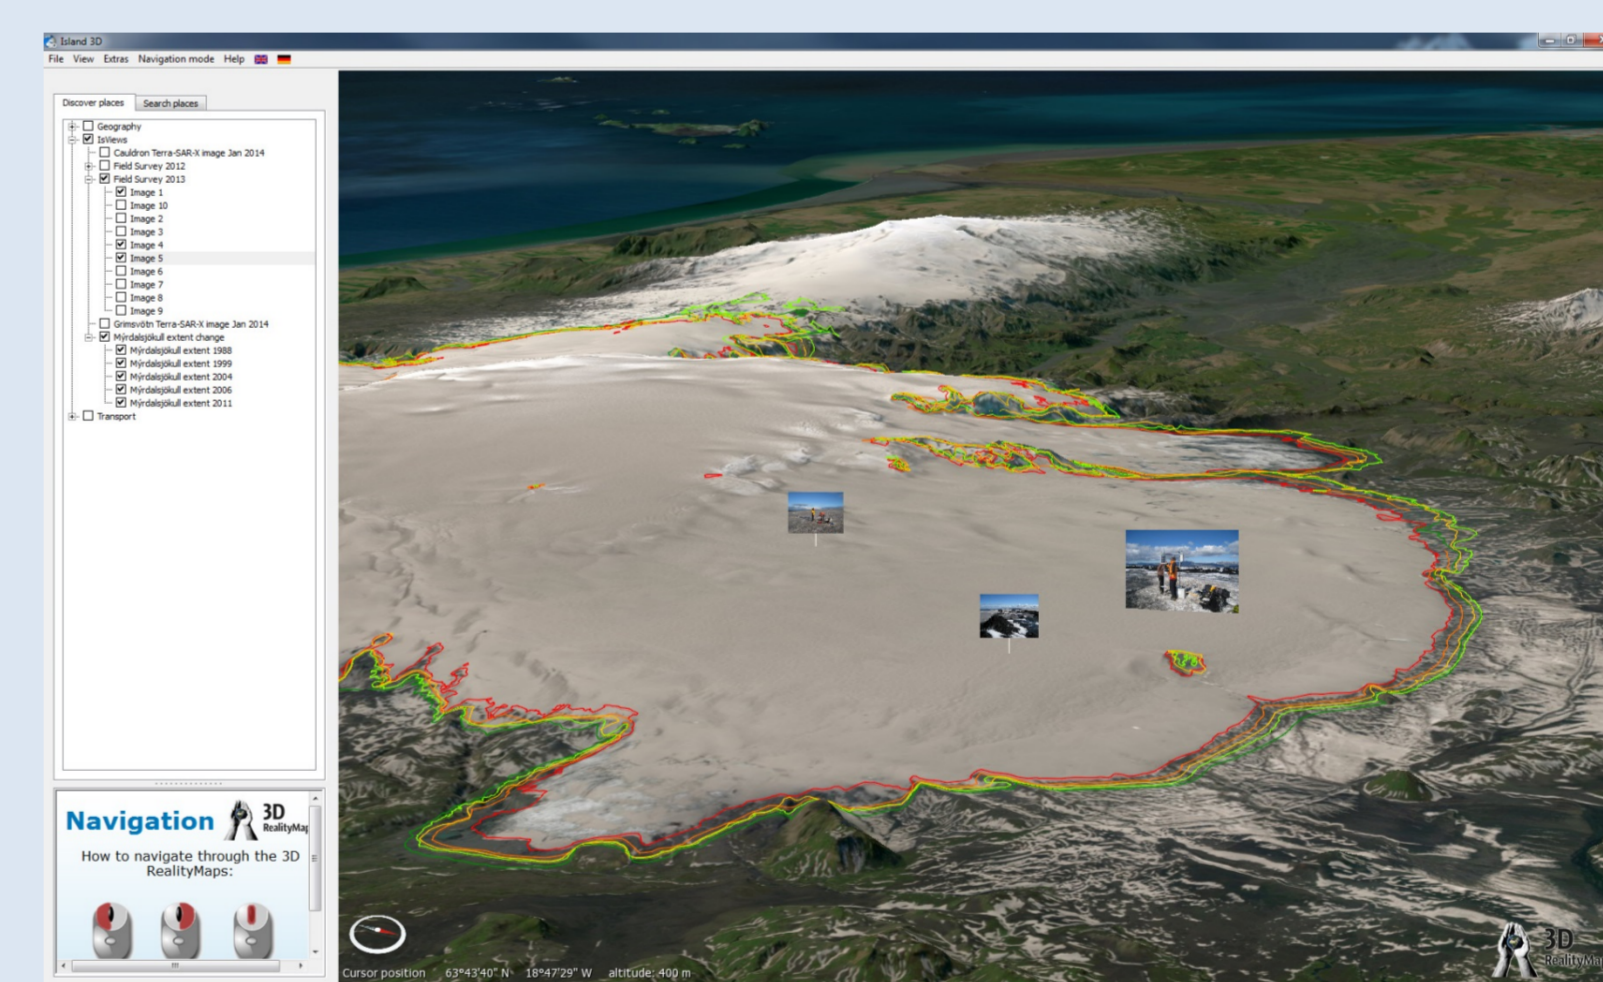 Island 3D
File View Extras Navigation mode Help
Discover places Search places
Geography
IsViews
Cauldron Terra-SAR-X image Jan 2014
Field Survey 2012
Field Survey 2013
Image 1
Image 10
Image 2
Image 3
Image 4
Image 5
Image 6
Image 7
Image 8
Image 9
Grimsvötn Terra-SAR-X image Jan 2014
Mýrdalsjökull extent change
Mýrdalsjökull extent 1988
Mýrdalsjökull extent 1999
Mýrdalsjökull extent 2004
Mýrdalsjökull extent 2006
Mýrdalsjökull extent 2011
Transport
Navigation 3D
RealityMap
How to navigate through the 3D
RealityMaps:
Cursor position 63°43'40" N 18°47'29" W altitude: 400 m
3D
RealityMa